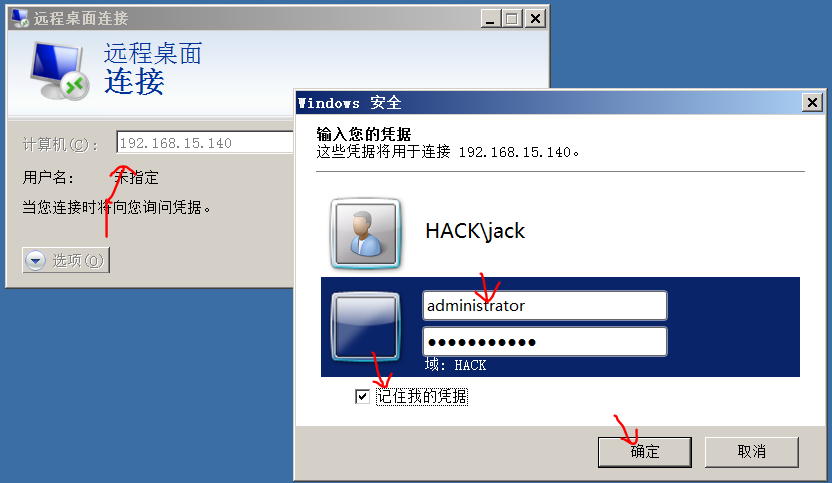 远程桌面连接
远程桌面
连接
计算机(C):
192.168.15.140
用户名:
未指定
当您连接时将向您询问凭据。
选项(O)
Windows 安全
输入您的凭据
这些凭据将用于连接 192.168.15.140。
HACK\jack
administrator
●●●●●●●●●●●
域: HACK
记住我的凭据
确定
取消